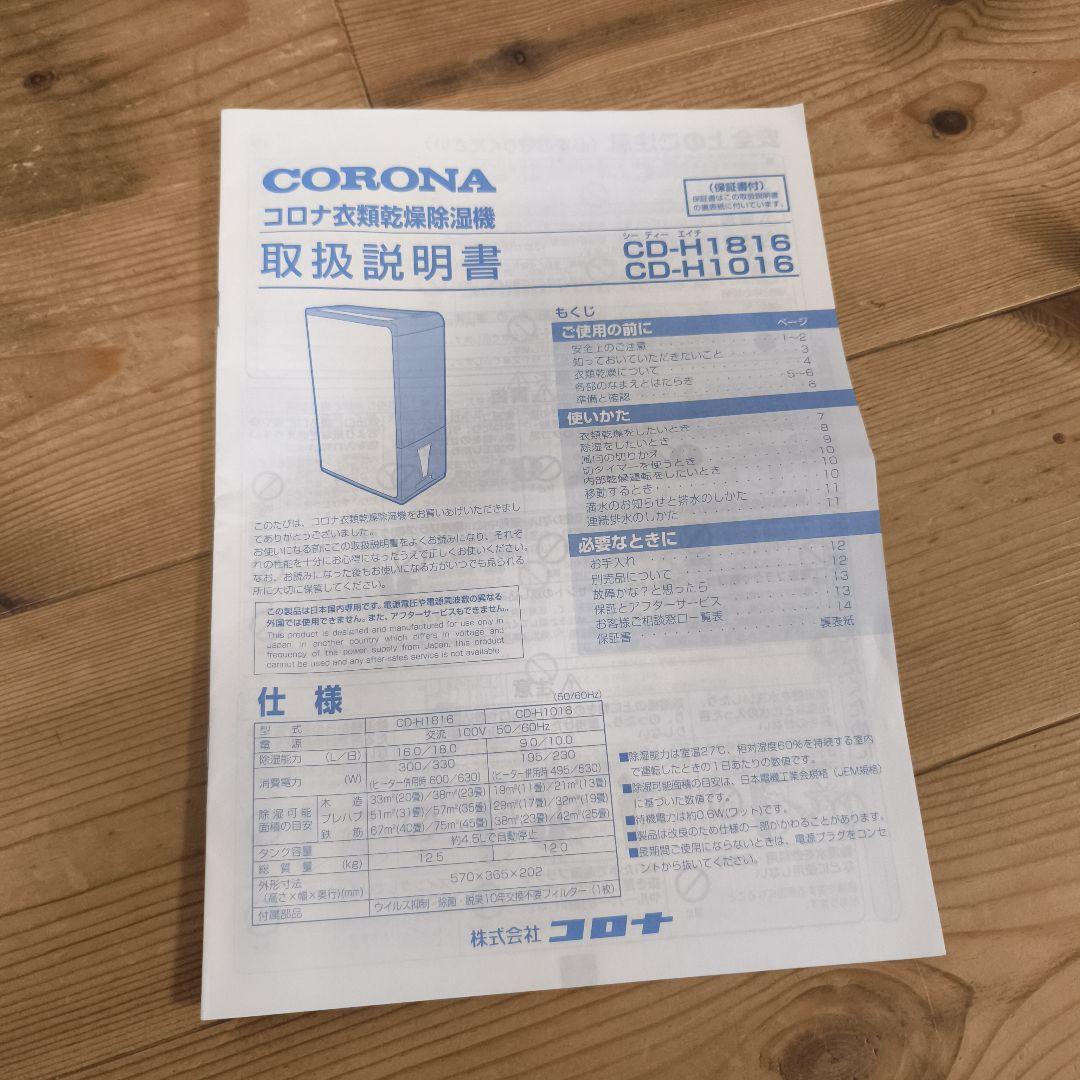 CORONA
コロナ衣類乾燥除湿機
取扱説明書
(保証書付)
保証書はこの取扱説明書
の裏表紙に付いています。
シー ディー エイチ
CD-H1816
CD-H1016
もくじ
ご使用の前に ページ
安全上のご注意 1~2
知っておいていただきたいこと 3
衣類乾燥について 4
各部のなまえとはたらき 5~6
準備と確認 6
使いかた
衣類乾燥をしたいとき 7
除湿をしたいとき 8
風向の切りかえ 9
切タイマーを使うとき 10
内部乾燥運転をしたいとき 10
移動するとき 10
満水のお知らせと排水のしかた 11
連続排水のしかた 11
必要なときに
お手入れ 12
別売品について 12
故障かな?と思ったら 13
保証とアフターサービス 13
お客様ご相談窓口一覧表 14
保証書 裏表紙
このたびは、コロナ衣類乾燥除湿機をお買いあげいただきまし
てありがとうございました。
お使いになる前にこの取扱説明書をよくお読みになり、それぞ
れの性能を十分にお心得になったうえで正しくお使いください。
なお、お読みになった後もお使いになる方がいつでも見られる
所に大切に保管してください。
この製品は日本国内専用です。電源電圧や電源周波数の異なる
外国では使用できません。また、アフターサービスもできません。
This product is designed and manufactured for use only in
Japan. In another country which differs in voltage and
frequency of the power supply from Japan, this product
cannot be used and any after-sales service is not available.
仕様
(50/60Hz)
型式 CD-H1816 CD-H1016
電源 交流 100V 50/60Hz
除湿能力 (L/日) 16.0/18.0 9.0/10.0
消費電力 (W) 300/330 195/230
(ヒーター併用時 600/630) (ヒーター併用時 495/530)
除湿可能面積の目安 木造 33m²(20畳)/38m²(23畳) 19m²(11畳)/21m²(13畳)
プレハブ 51m²(31畳)/57m²(35畳) 29m²(17畳)/32m²(19畳)
鉄筋 67m²(40畳)/75m²(45畳) 38m²(23畳)/42m²(25畳)
タンク容量 約4.5Lで自動停止
総質量 (kg) 12.5 12.0
外形寸法
(高さ×幅×奥行)(mm) 570×365×202
付属部品 ウイルス抑制・除菌・脱臭10年交換不要フィルター(1枚)
■除湿能力は室温27℃、相対湿度60%を持続する室内
で運転したときの1日あたりの数値です。
■除湿可能面積の目安は、日本電機工業会規格(JEM規格)
に基づいた数値です。
■待機電力は約0.6W(ワット)です。
■製品は改良のため仕様の一部がかわることがあります。
■長期間ご使用にならないときは、電源プラグをコンセ
ントから抜いてください。
株式会社 コロナ